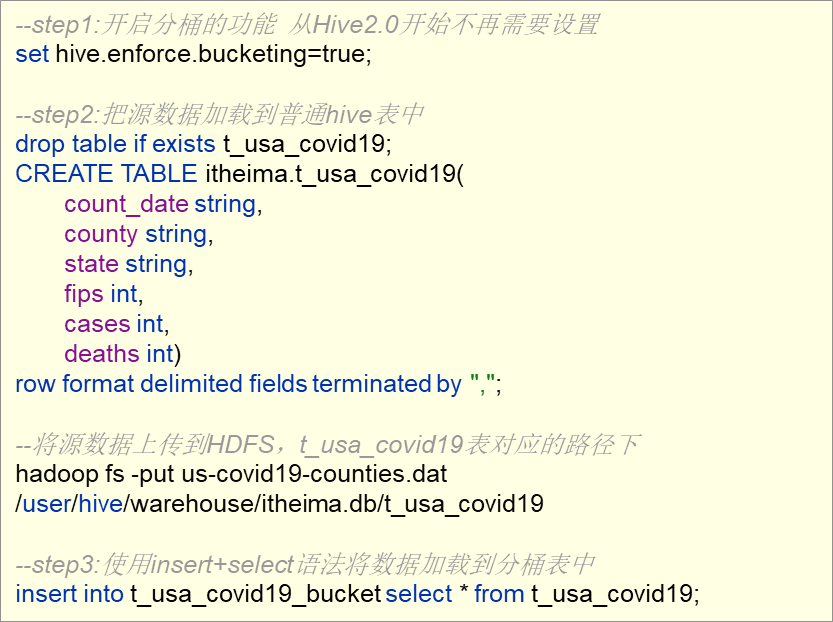 --step1:开启分桶的功能 从Hive2.0开始不再需要设置
set hive.enforce.bucketing=true;
--step2:把源数据加载到普通hive表中
drop table if exists t_usa_covid19;
CREATE TABLE itheima.t_usa_covid19(
count_date string,
county string,
state string,
fips int,
cases int,
deaths int)
row format delimited fields terminated by ",";
--将源数据上传到HDFS，t_usa_covid19表对应的路径下
hadoop fs -put us-covid19-counties.dat
/user/hive/warehouse/itheima.db/t_usa_covid19
--step3:使用insert+select语法将数据加载到分桶表中
insert into t_usa_covid19_bucket select * from t_usa_covid19;